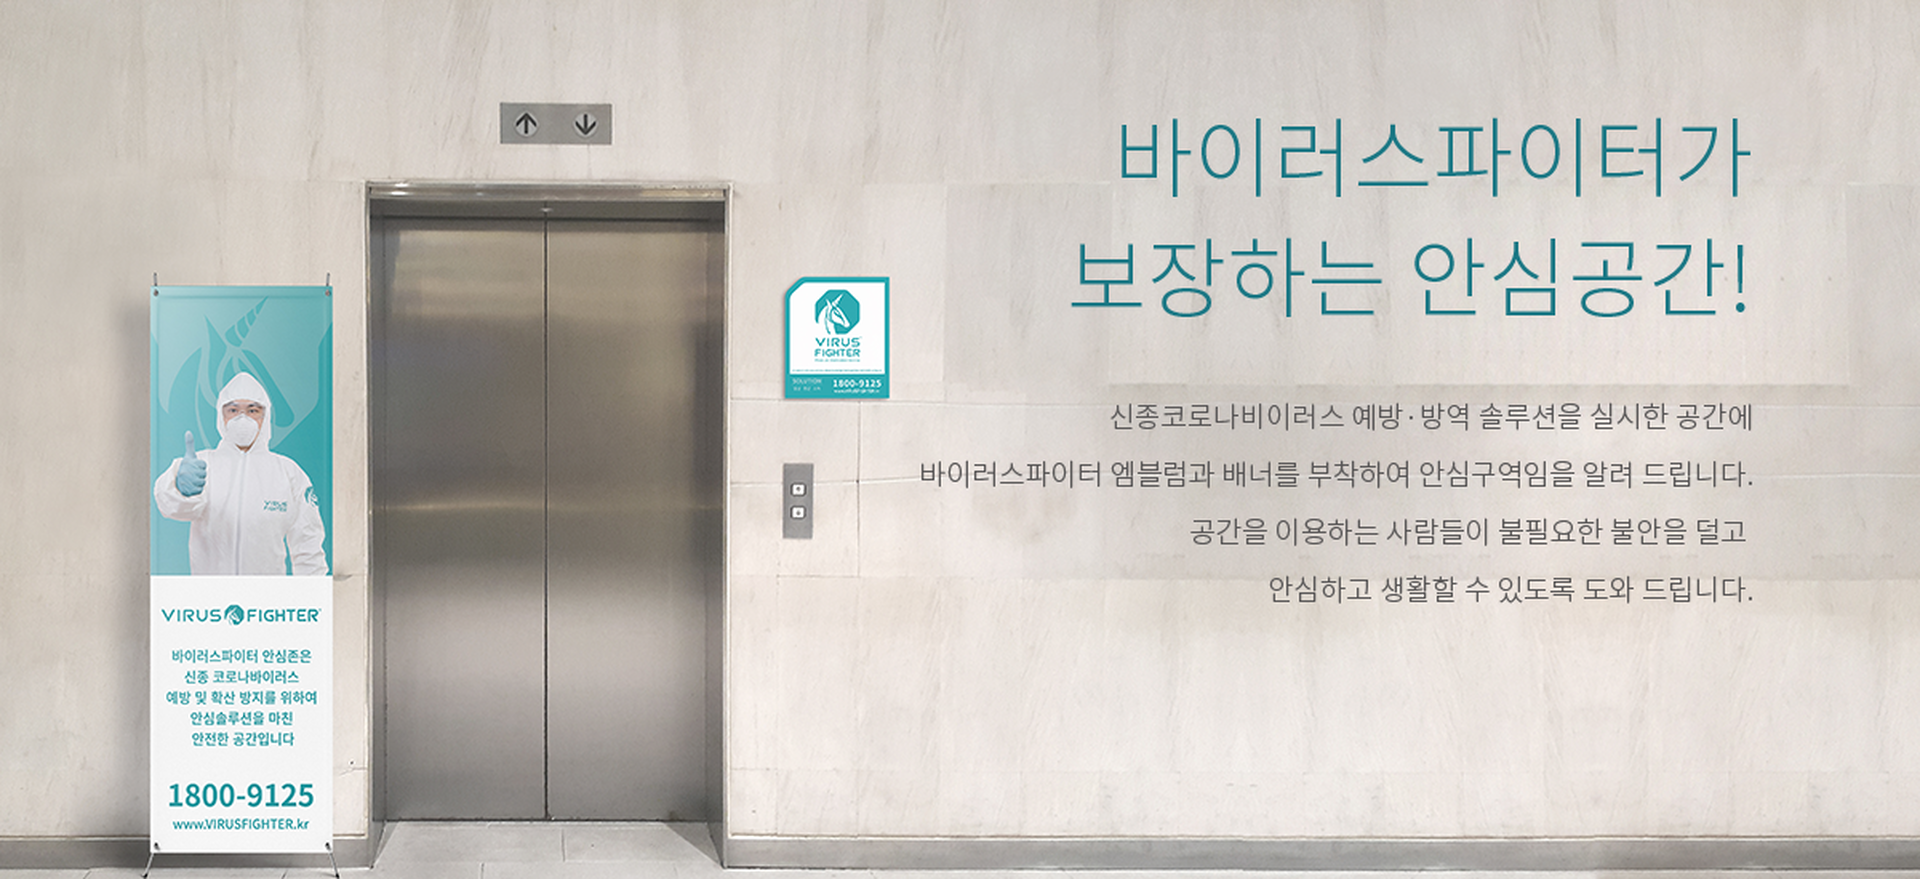 바이러스파이터가
보장하는 안심공간!
신종코로나비이러스 예방·방역 솔루션을 실시한 공간에
바이러스파이터 엠블럼과 배너를 부착하여 안심구역임을 알려 드립니다.
공간을 이용하는 사람들이 불필요한 불안을 덜고
안심하고 생활할 수 있도록 도와 드립니다.
VIRUS
FIGHTER
SOLUTION
1800-9125
VIRUS
FIGHTER
VIRUS FIGHTER
바이러스파이터 안심존은
신종 코로나바이러스
예방 및 확산 방지를 위하여
안심솔루션을 마친
안전한 공간입니다
1800-9125
www.VIRUSFIGHTER.kr